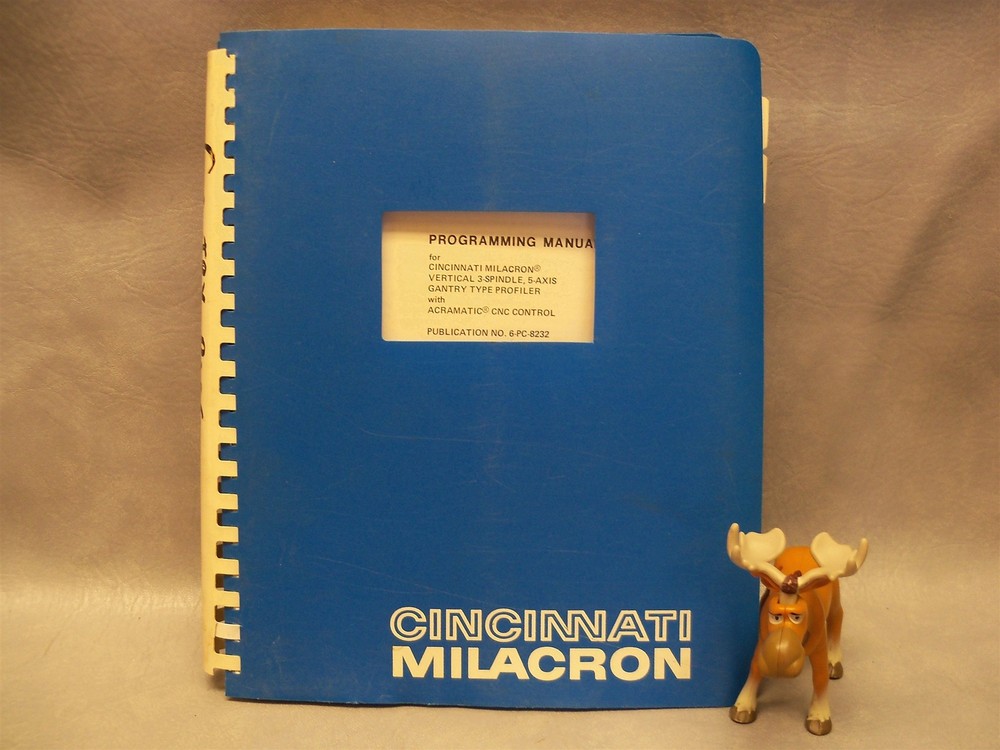 PROGRAMMING MANUA
for
CINCINNATI MILACRON®
VERTICAL 3-SPINDLE, 5-AXIS
GANTRY TYPE PROFILER
with
ACRAMATIC® CNC CONTROL
PUBLICATION NO. 6-PC-8232
CINCINNATI
MILACRON